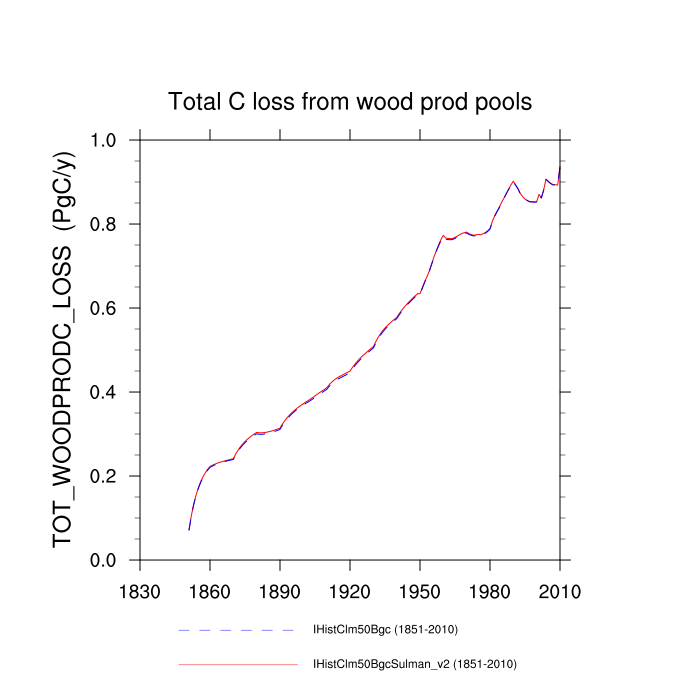 Total C loss from wood prod pools
TOT_WOODPRODC_LOSS (PgC/y)
1.0
0.8
0.6
0.4
0.2
0.0
1830 1860 1890 1920 1950 1980 2010
IHistClm50Bgc (1851-2010)
IHistClm50BgcSulman_v2 (1851-2010)